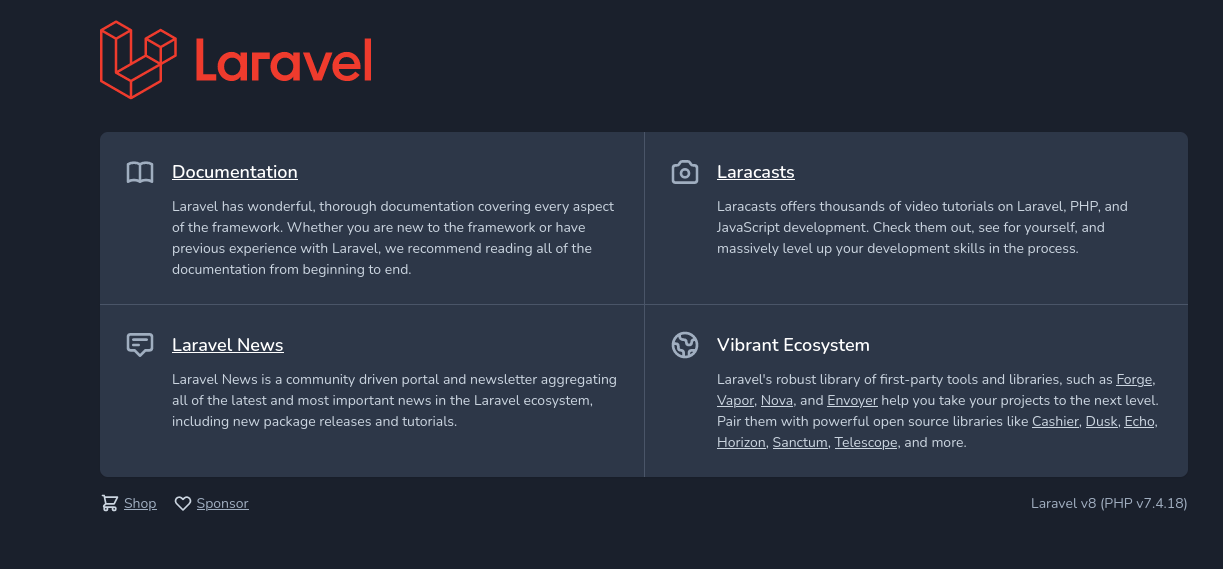 Laravel
Documentation
Laravel has wonderful, thorough documentation covering every aspect
of the framework. Whether you are new to the framework or have
previous experience with Laravel, we recommend reading all of the
documentation from beginning to end.
Laracasts
Laracasts offers thousands of video tutorials on Laravel, PHP, and
JavaScript development. Check them out, see for yourself, and
massively level up your development skills in the process.
Laravel News
Laravel News is a community driven portal and newsletter aggregating
all of the latest and most important news in the Laravel ecosystem,
including new package releases and tutorials.
Vibrant Ecosystem
Laravel's robust library of first-party tools and libraries, such as Forge,
Vapor, Nova, and Envoyer help you take your projects to the next level.
Pair them with powerful open source libraries like Cashier, Dusk, Echo,
Horizon, Sanctum, Telescope, and more.
Shop
Sponsor
Laravel v8 (PHP v7.4.18)